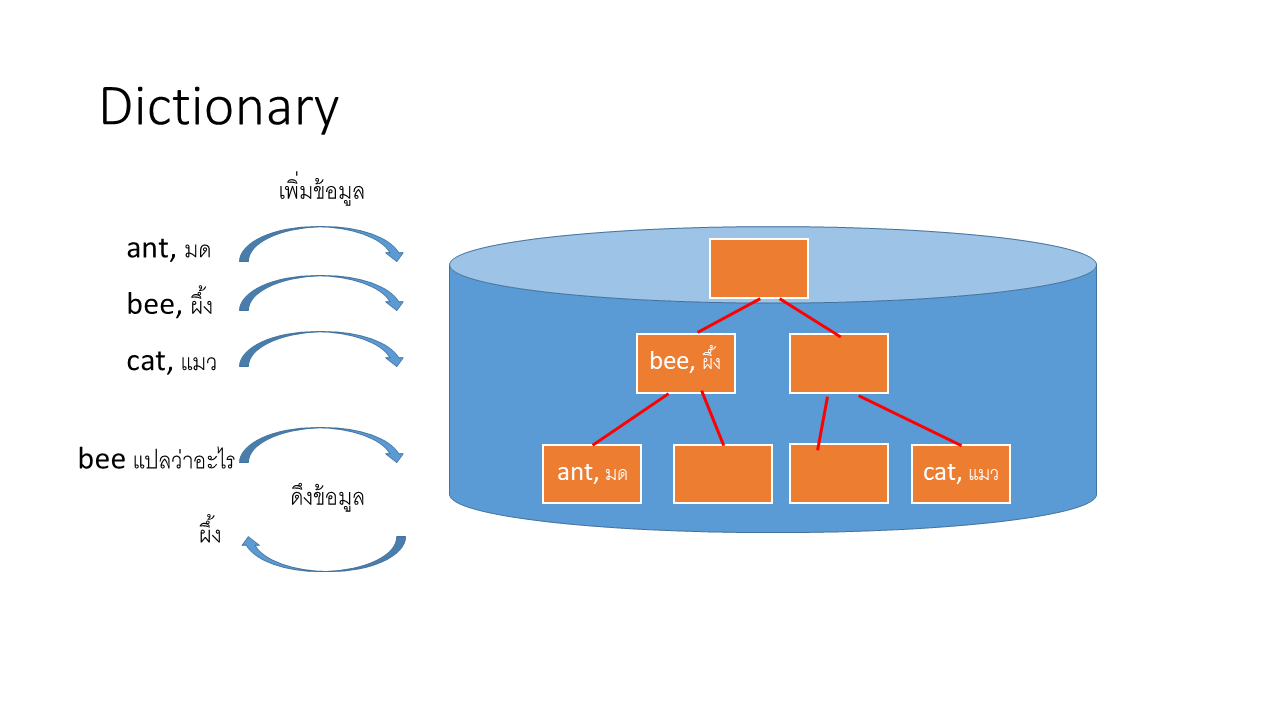 Dictionary
เพิ่มข้อมูล
ant, มด
bee, ผึ้ง
cat, แมว
bee แปลว่าอะไร
ดึงข้อมูล
ผึ้ง
bee, ผึ้ง
ant, มด
cat, แมว